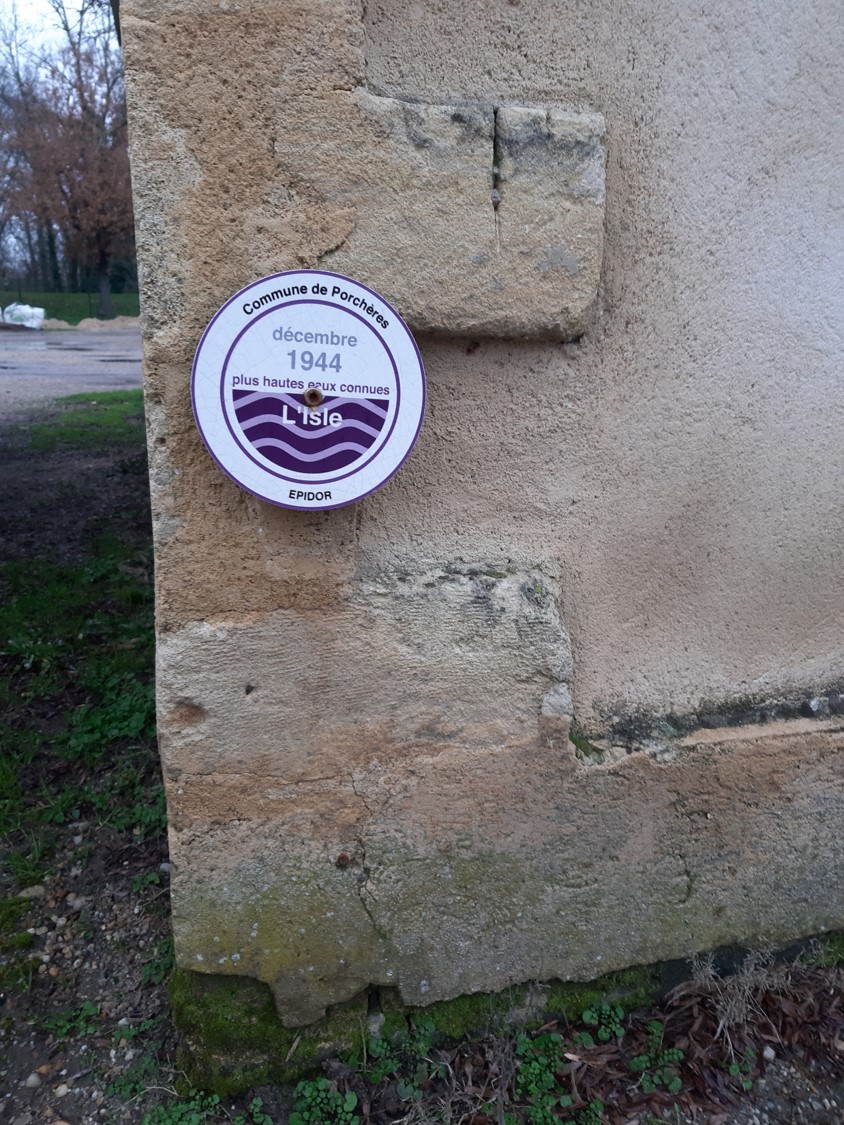 Commune de Porchères
décembre
1944
plus hautes eaux connues
L'Isle
EPIDOR